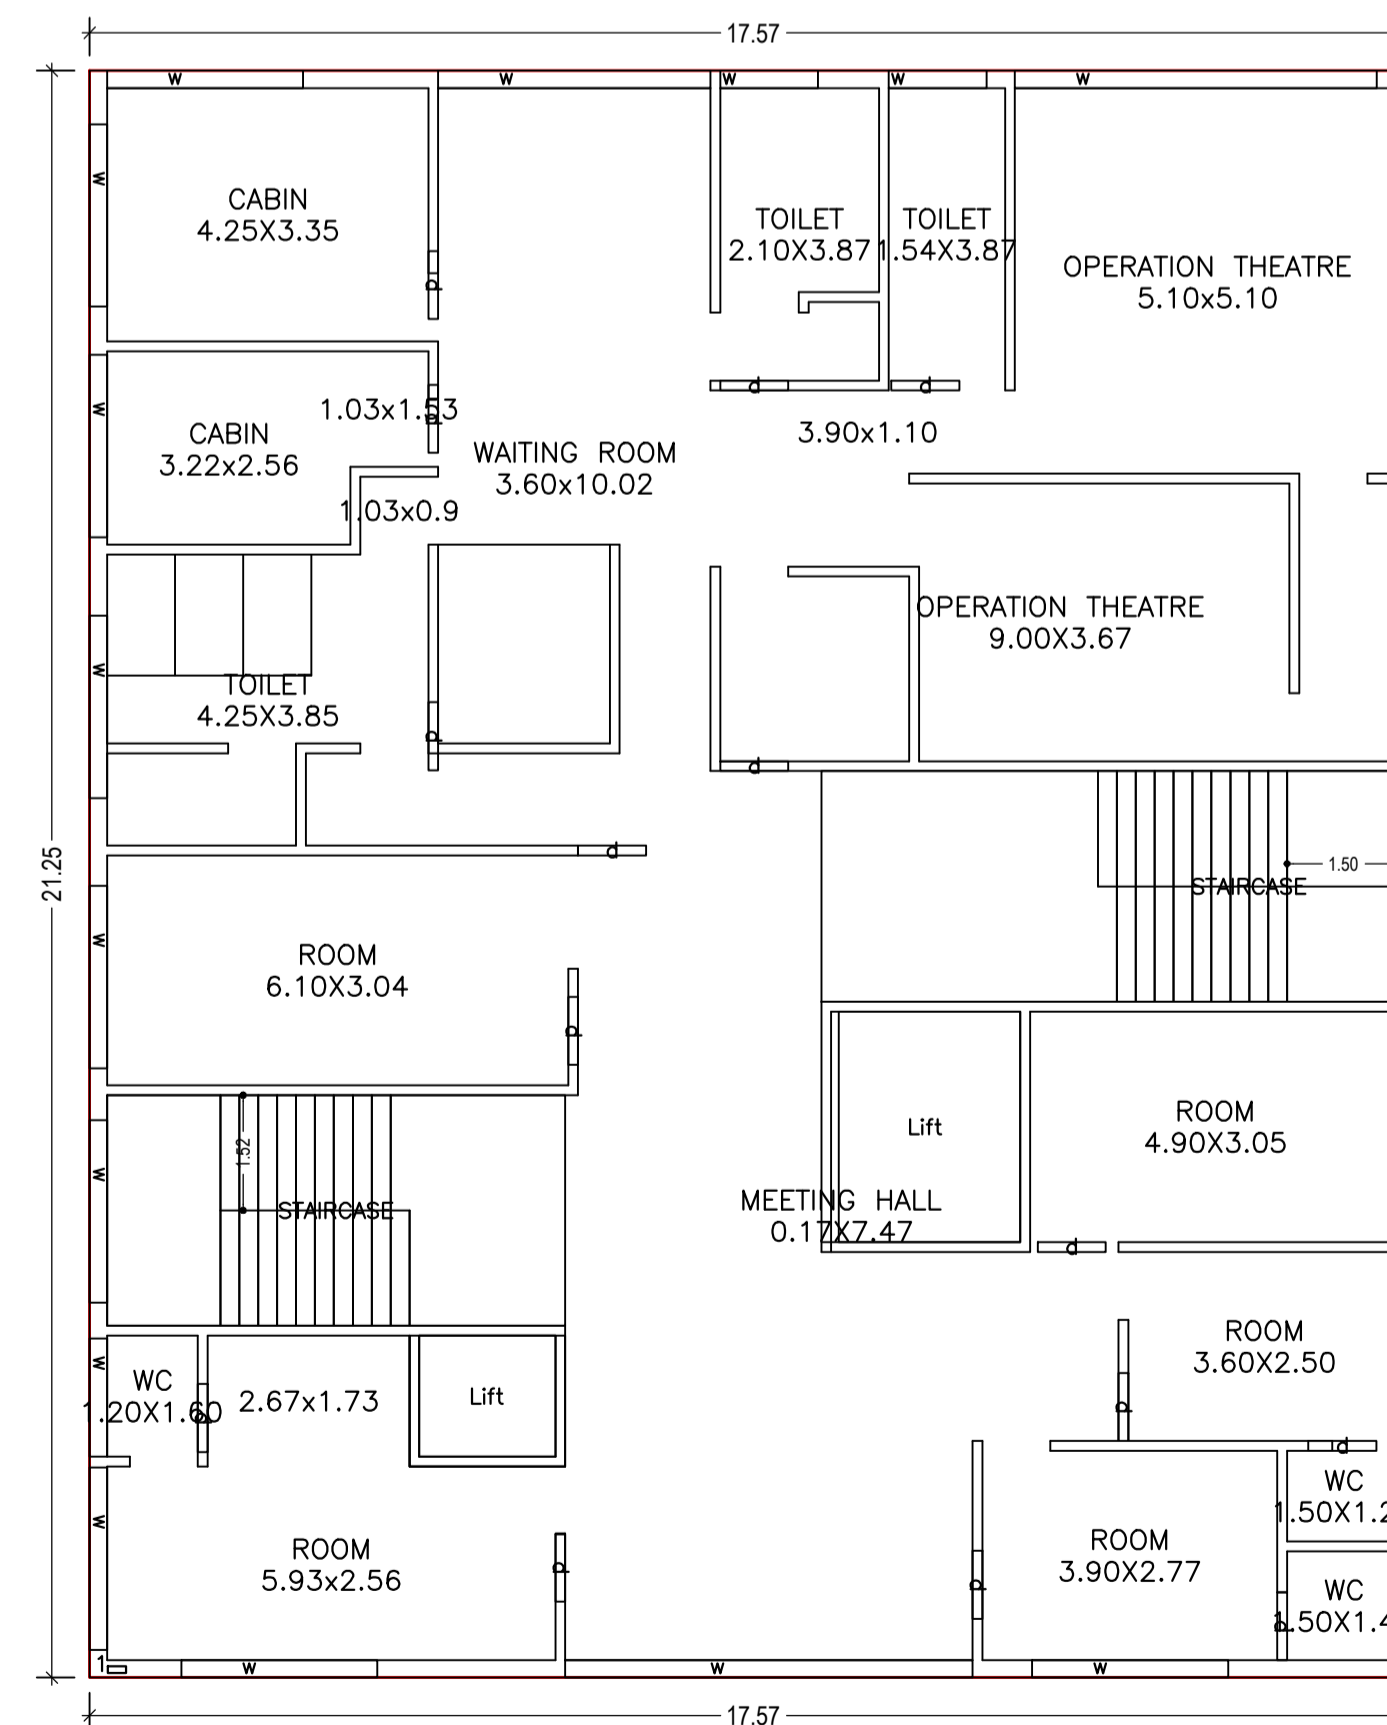 17.57
W
W
W
W
W
W
CABIN
4.25X3.35
TOILET
2.10X3.87
TOILET
1.54X3.87
OPERATION THEATRE
5.10x5.10
d
d
d
W
1.03x1.53
d
CABIN
3.22x2.56
WAITING ROOM
3.60x10.02
3.90x1.10
1.03x0.9
OPERATION THEATRE
9.00X3.67
W
TOILET
4.25X3.85
d
d
21.25
d
1.50
STAIRCASE
W
ROOM
6.10X3.04
d
Lift
ROOM
4.90X3.05
W
1.52
STAIRCASE
MEETING HALL
0.17X7.47
d
W
WC
1.20X1.60
d
2.67x1.73
Lift
ROOM
3.60X2.50
d
d
WC
W
ROOM
5.93x2.56
d
ROOM
3.90X2.77
d
WC
d
1
W
W
W
17.57